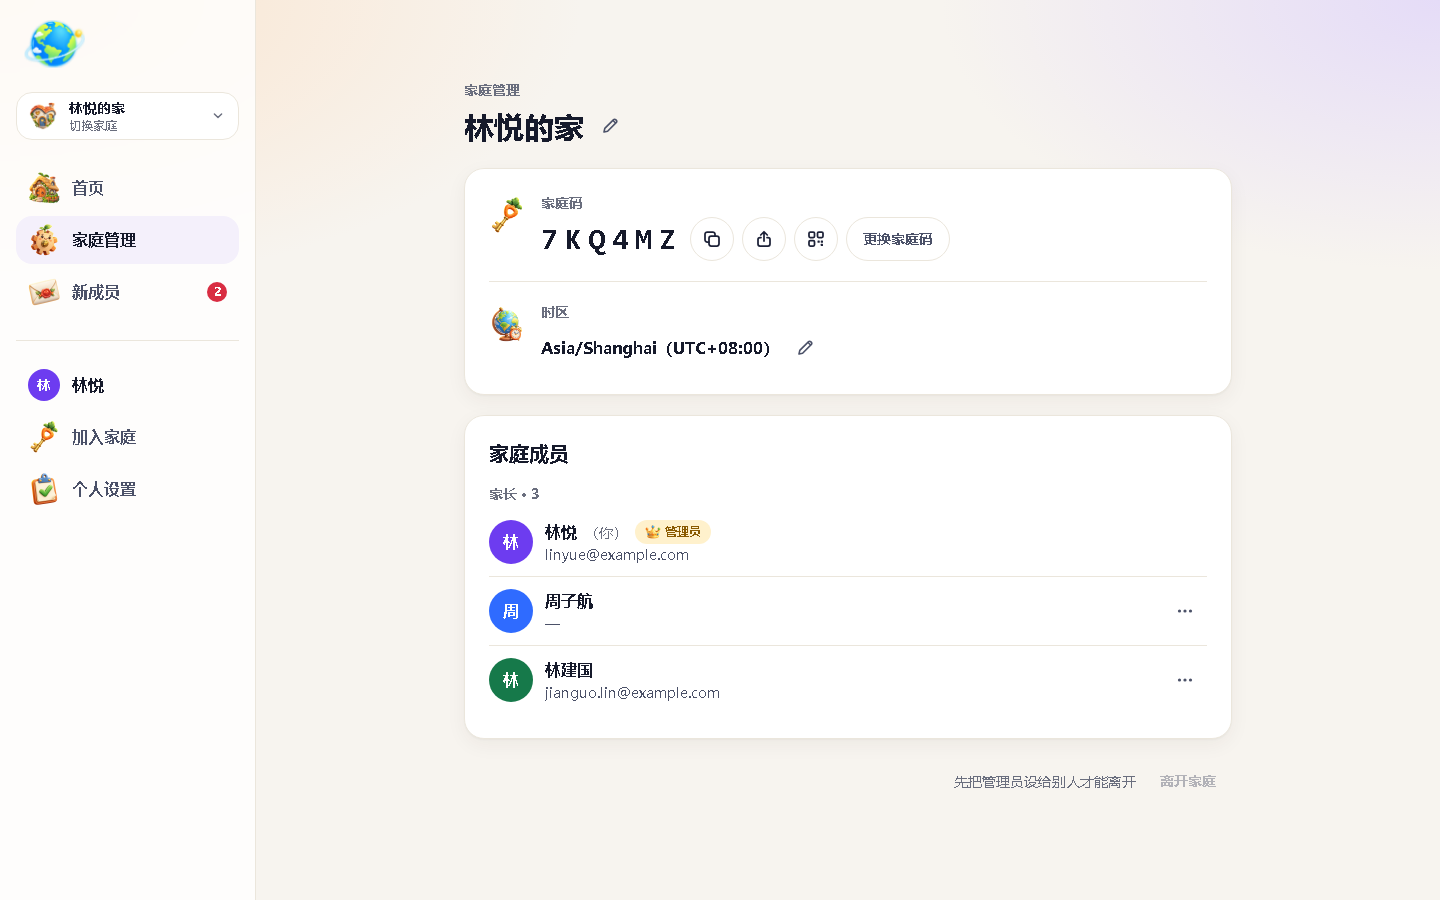 林悦的家
切换家庭
首页
家庭管理
新成员
2
林
林悦
加入家庭
个人设置
家庭管理
林悦的家
家庭码
7KQ4MZ
更换家庭码
时区
Asia/Shanghai（UTC+08:00）
家庭成员
家长 • 3
林
林悦 （你） 管理员
linyue@example.com
周
周子航
—
林
林建国
jianguo.lin@example.com
先把管理员设给别人才能离开 离开家庭